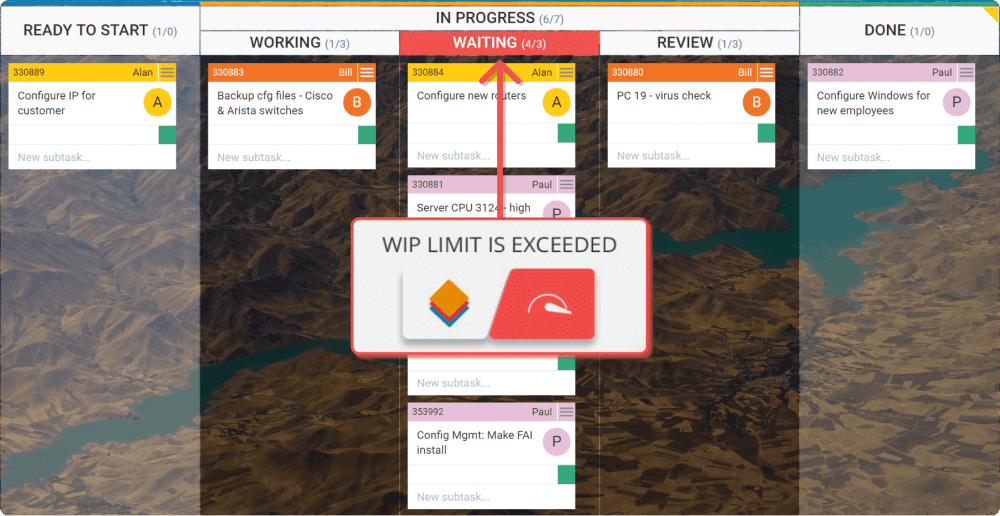 READY TO START (1/0)
IN PROGRESS (6/7)
DONE (1/0)
WORKING (1/3)
WAITING (4/3)
REVIEW (1/3)
330889 Alan
Configure IP for
customer
A
New subtask...
330883 Bill
Backup cfg files - Cisco
& Arista switches
B
New subtask...
330884 Alan
Configure new routers
A
New subtask...
330881 Paul
Server CPU 3124 - high
P
WIP LIMIT IS EXCEEDED
New subtask...
353992 Paul
Config Mgmt: Make FAI
install
P
New subtask...
330880 Bill
PC 19 - virus check
B
New subtask...
330882 Paul
Configure Windows for
new employees
P
New subtask...